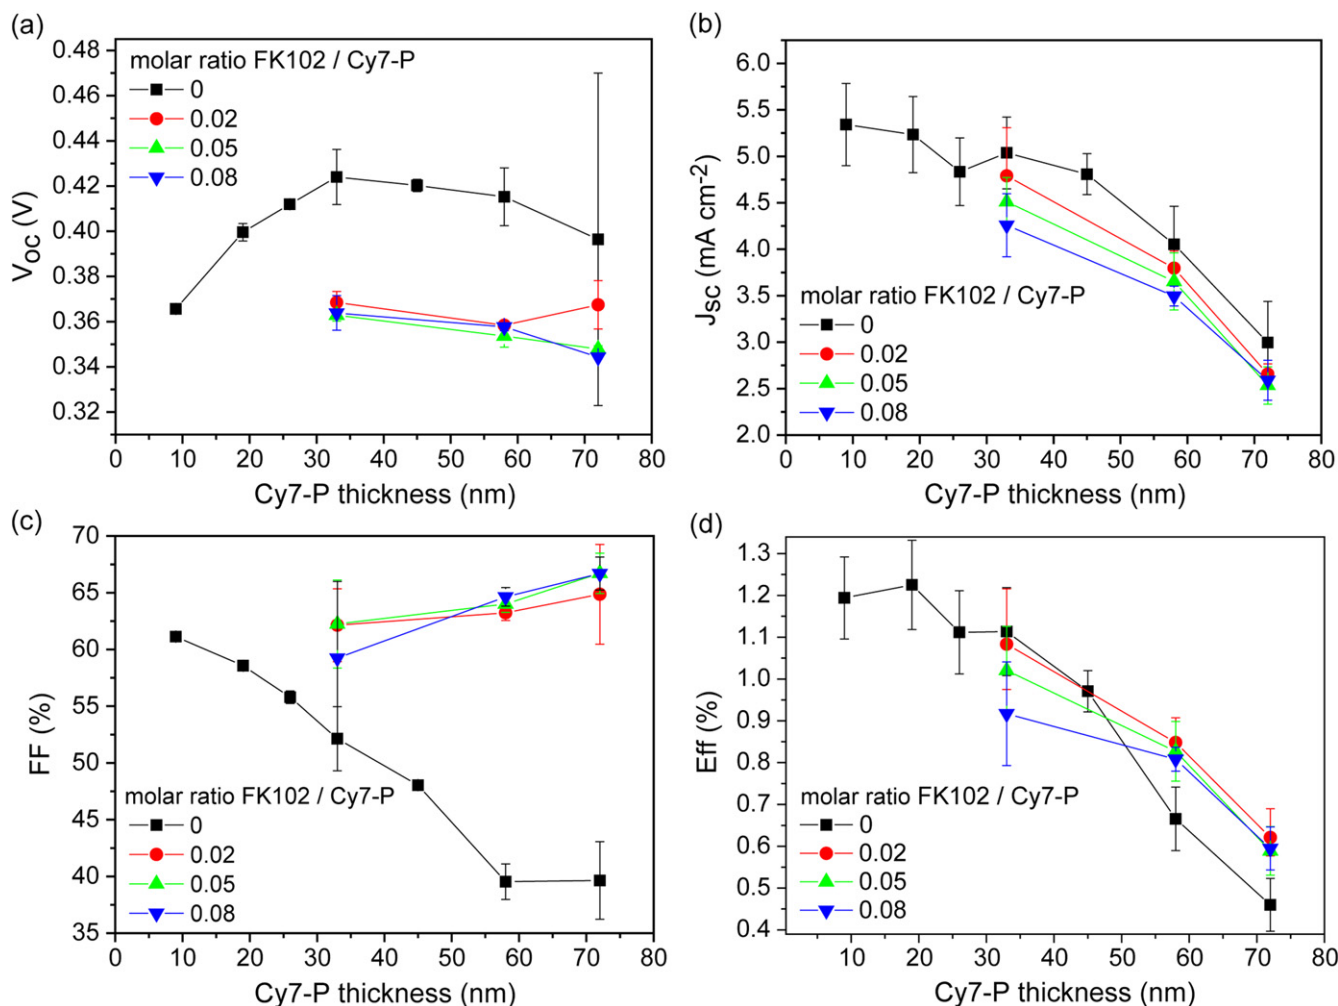 (a)
0.48
0.46
0.44
0.42
0.40
0.38
0.36
0.34
0.32
V_OC (V)
molar ratio FK102 / Cy7-P
0
0.02
0.05
0.08
0 10 20 30 40 50 60 70 80
Cy7-P thickness (nm)
(b)
6.0
5.5
5.0
4.5
4.0
3.5
3.0
2.5
2.0
J_SC (mA cm⁻²)
molar ratio FK102 / Cy7-P
0
0.02
0.05
0.08
0 10 20 30 40 50 60 70 80
Cy7-P thickness (nm)
(c)
70
65
60
55
50
45
40
35
FF (%)
molar ratio FK102 / Cy7-P
0
0.02
0.05
0.08
0 10 20 30 40 50 60 70 80
Cy7-P thickness (nm)
(d)
1.3
1.2
1.1
1.0
0.9
0.8
0.7
0.6
0.5
0.4
Eff (%)
molar ratio FK102 / Cy7-P
0
0.02
0.05
0.08
10 20 30 40 50 60 70 80
Cy7-P thickness (nm)